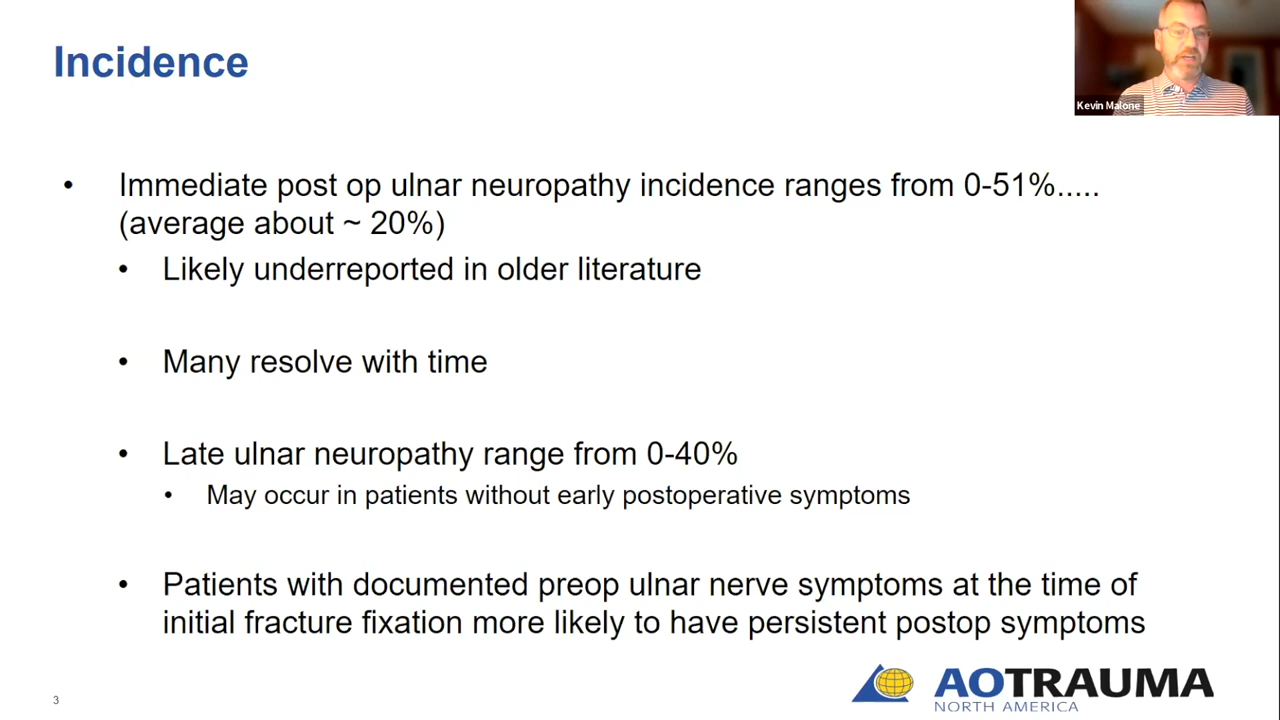 Incidence
Kevin Malone
• Immediate post op ulnar neuropathy incidence ranges from 0-51%.....
(average about ~ 20%)
• Likely underreported in older literature
• Many resolve with time
• Late ulnar neuropathy range from 0-40%
• May occur in patients without early postoperative symptoms
• Patients with documented preop ulnar nerve symptoms at the time of
initial fracture fixation more likely to have persistent postop symptoms
3
AOTRAUMA
NORTH AMERICA